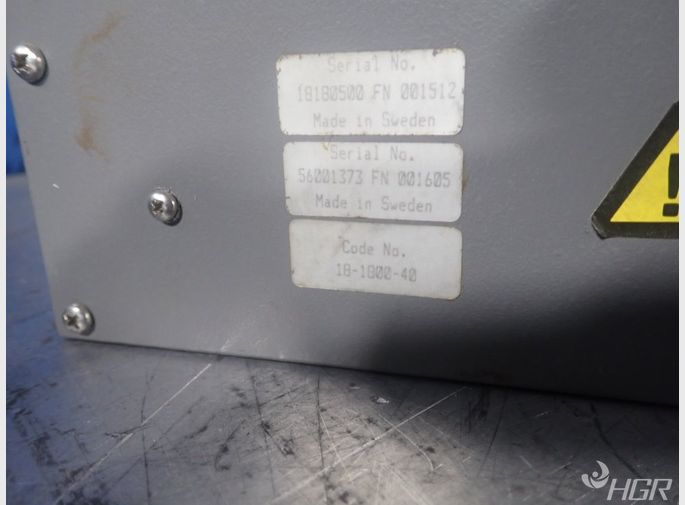 Serial No.
18180500 FN 001512
Made in Sweden
Serial No.
56001373 FN 001605
Made in Sweden
Code No.
18-1800-40
!
HGR